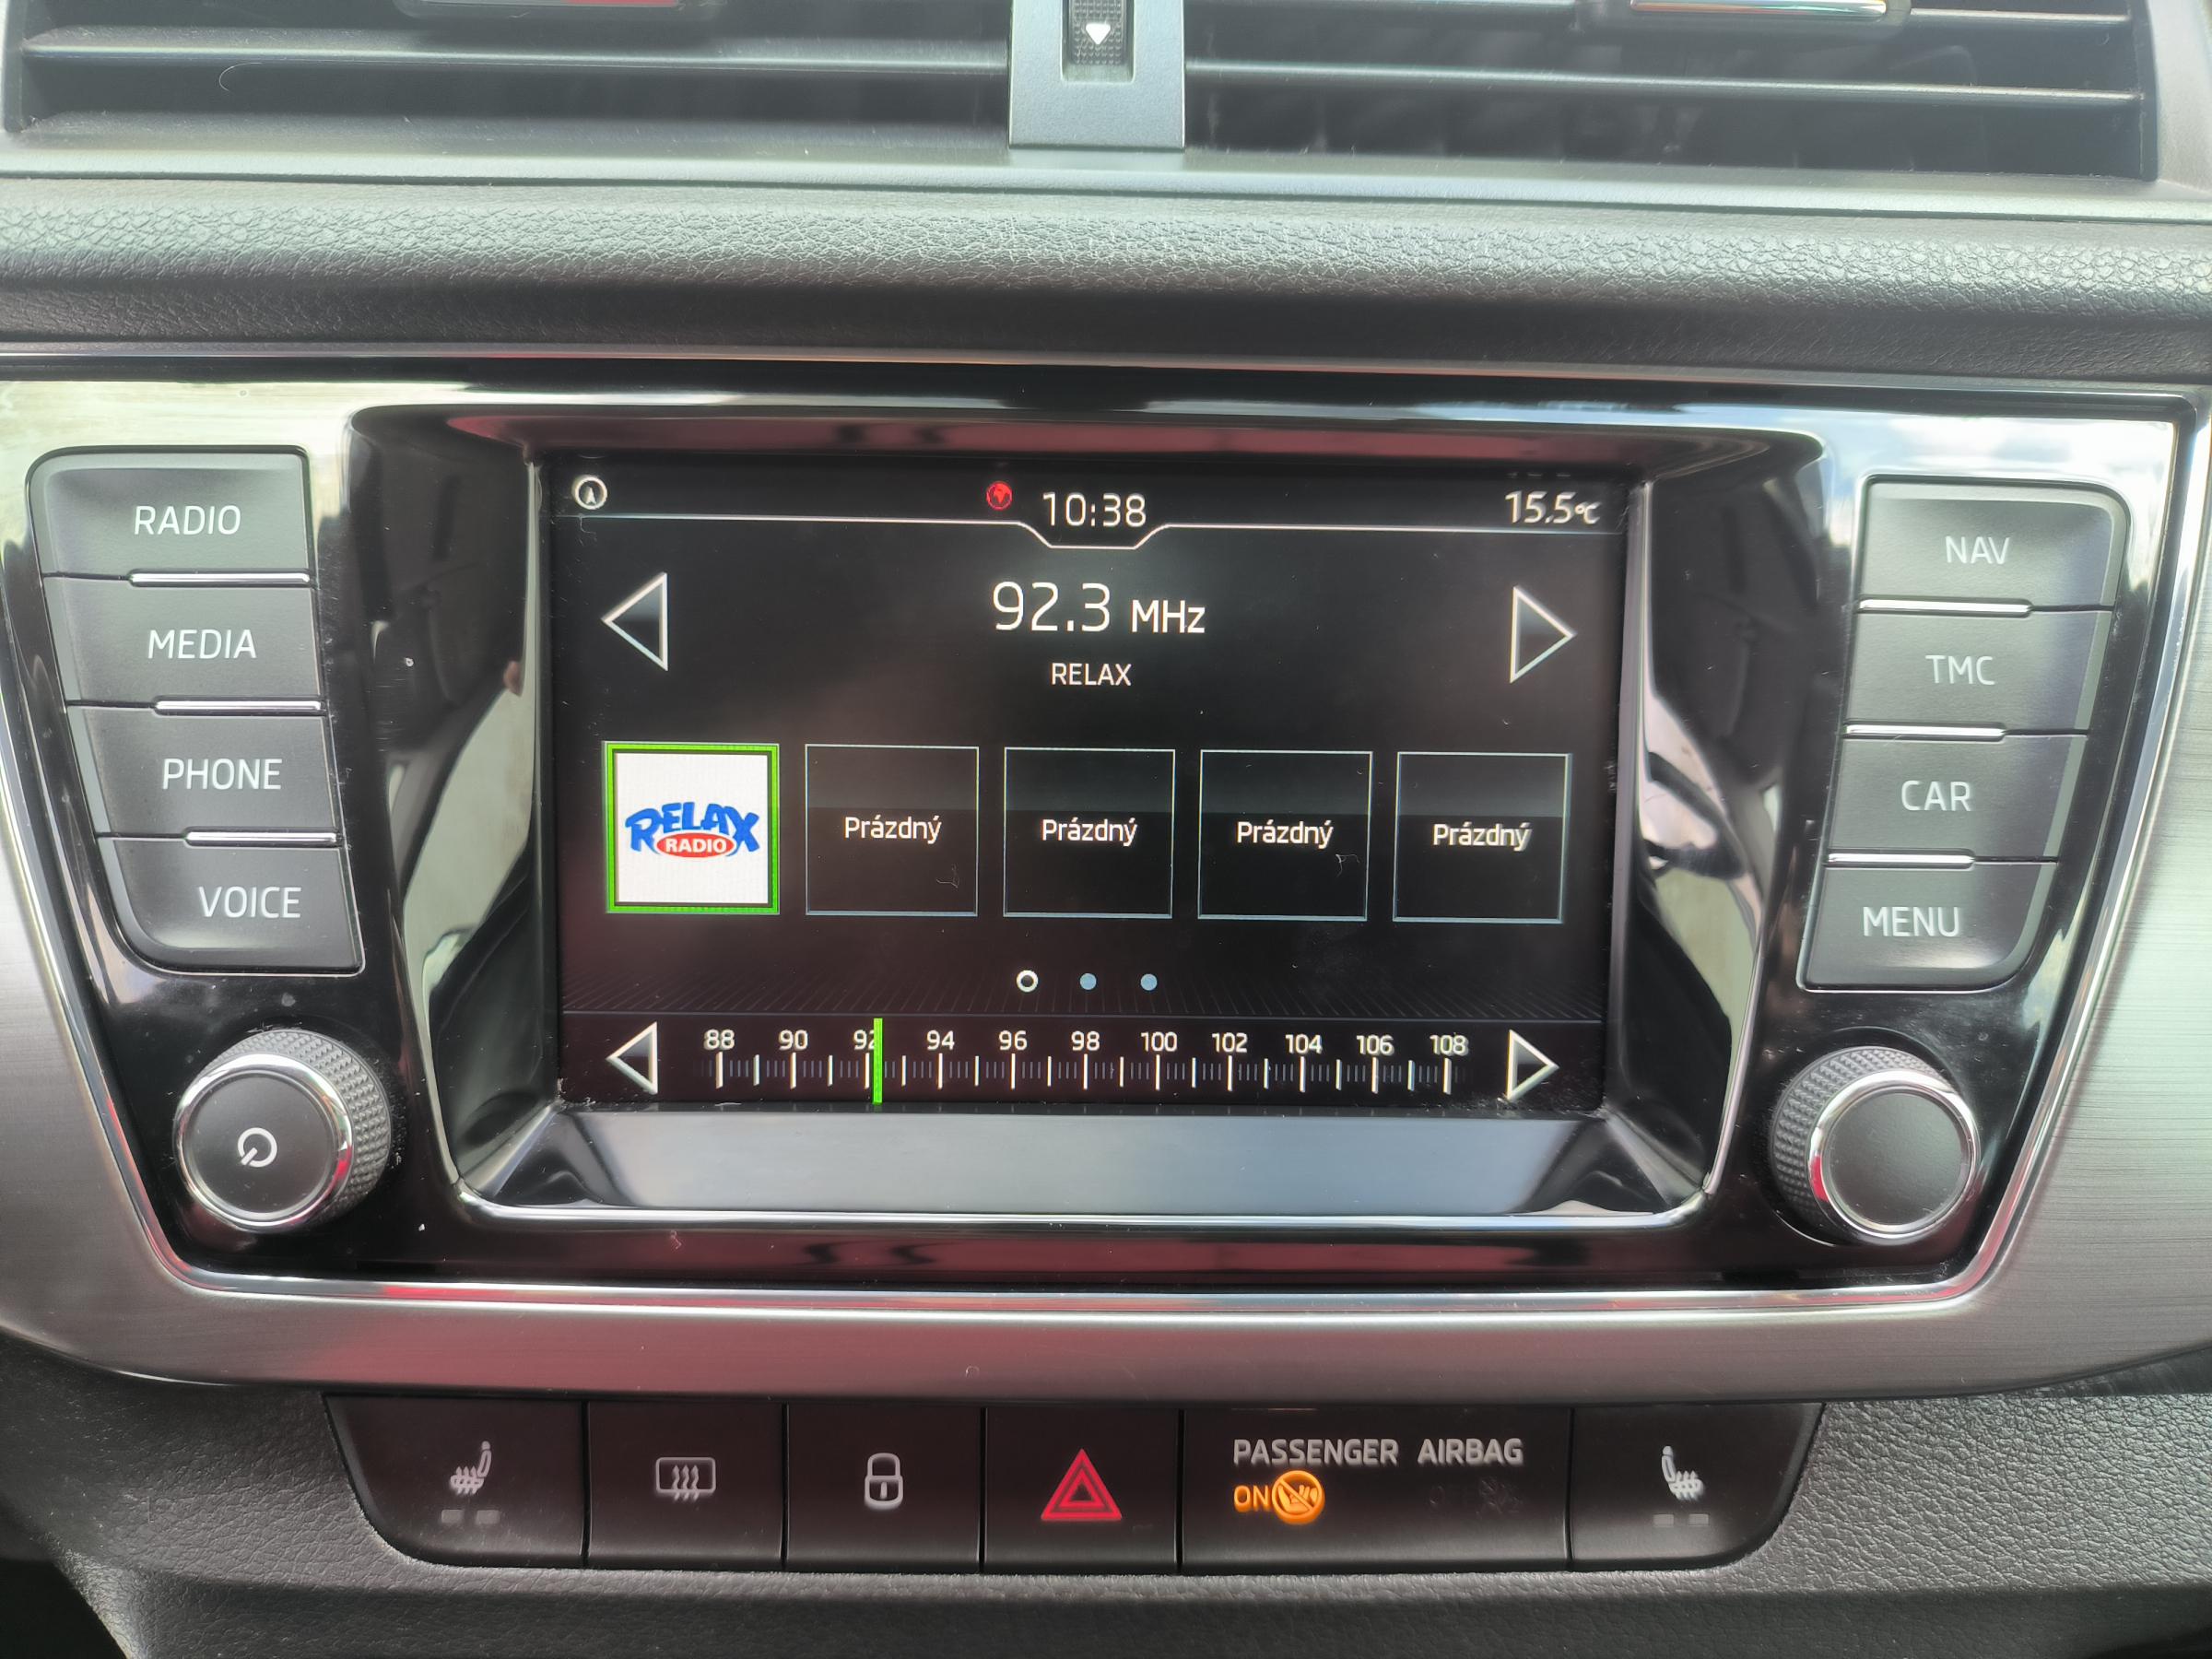 RADIO
MEDIA
PHONE
VOICE
10:38
15.5°C
92.3 MHz
RELAX
RELAX
RADIO
Prázdný
Prázdný
Prázdný
Prázdný
88 90 92 94 96 98 100 102 104 106 108
NAV
TMC
CAR
MENU
PASSENGER AIRBAG
ON